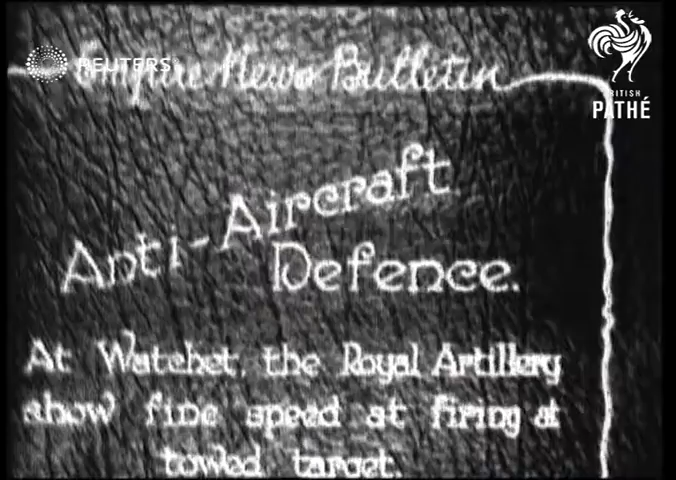 REUTERS
Empire News Bulletin
BRITISH
PATHÉ
Anti-Aircraft
Defence.
At Watchet, the Royal Artillery
show fine speed at firing at
towed target.